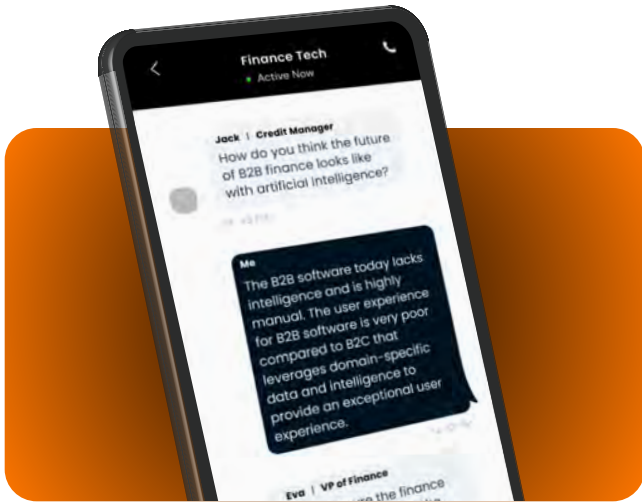 Finance Tech
Active Now
Jack | Credit Manager
How do you think the future
of B2B finance looks like
with artificial intelligence?
Me
The B2B software today lacks
intelligence and is highly
manual. The user experience
for B2B software is very poor
compared to B2C that
leverages domain-specific
data and intelligence to
provide an exceptional user
experience.
Eva | VP of Finance
the finance